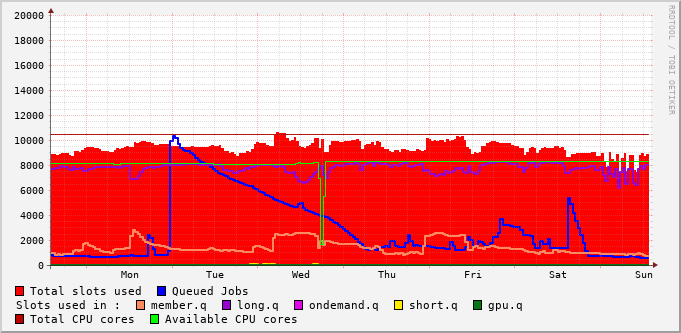 20000
18000
16000
14000
12000
10000
8000
6000
4000
2000
0
Mon Tue Wed Thu Fri Sat Sun
RRDTOOL / TOBI OETIKER
Total slots used Queued Jobs
Slots used in : member.q long.q ondemand.q short.q gpu.q
Total CPU cores Available CPU cores